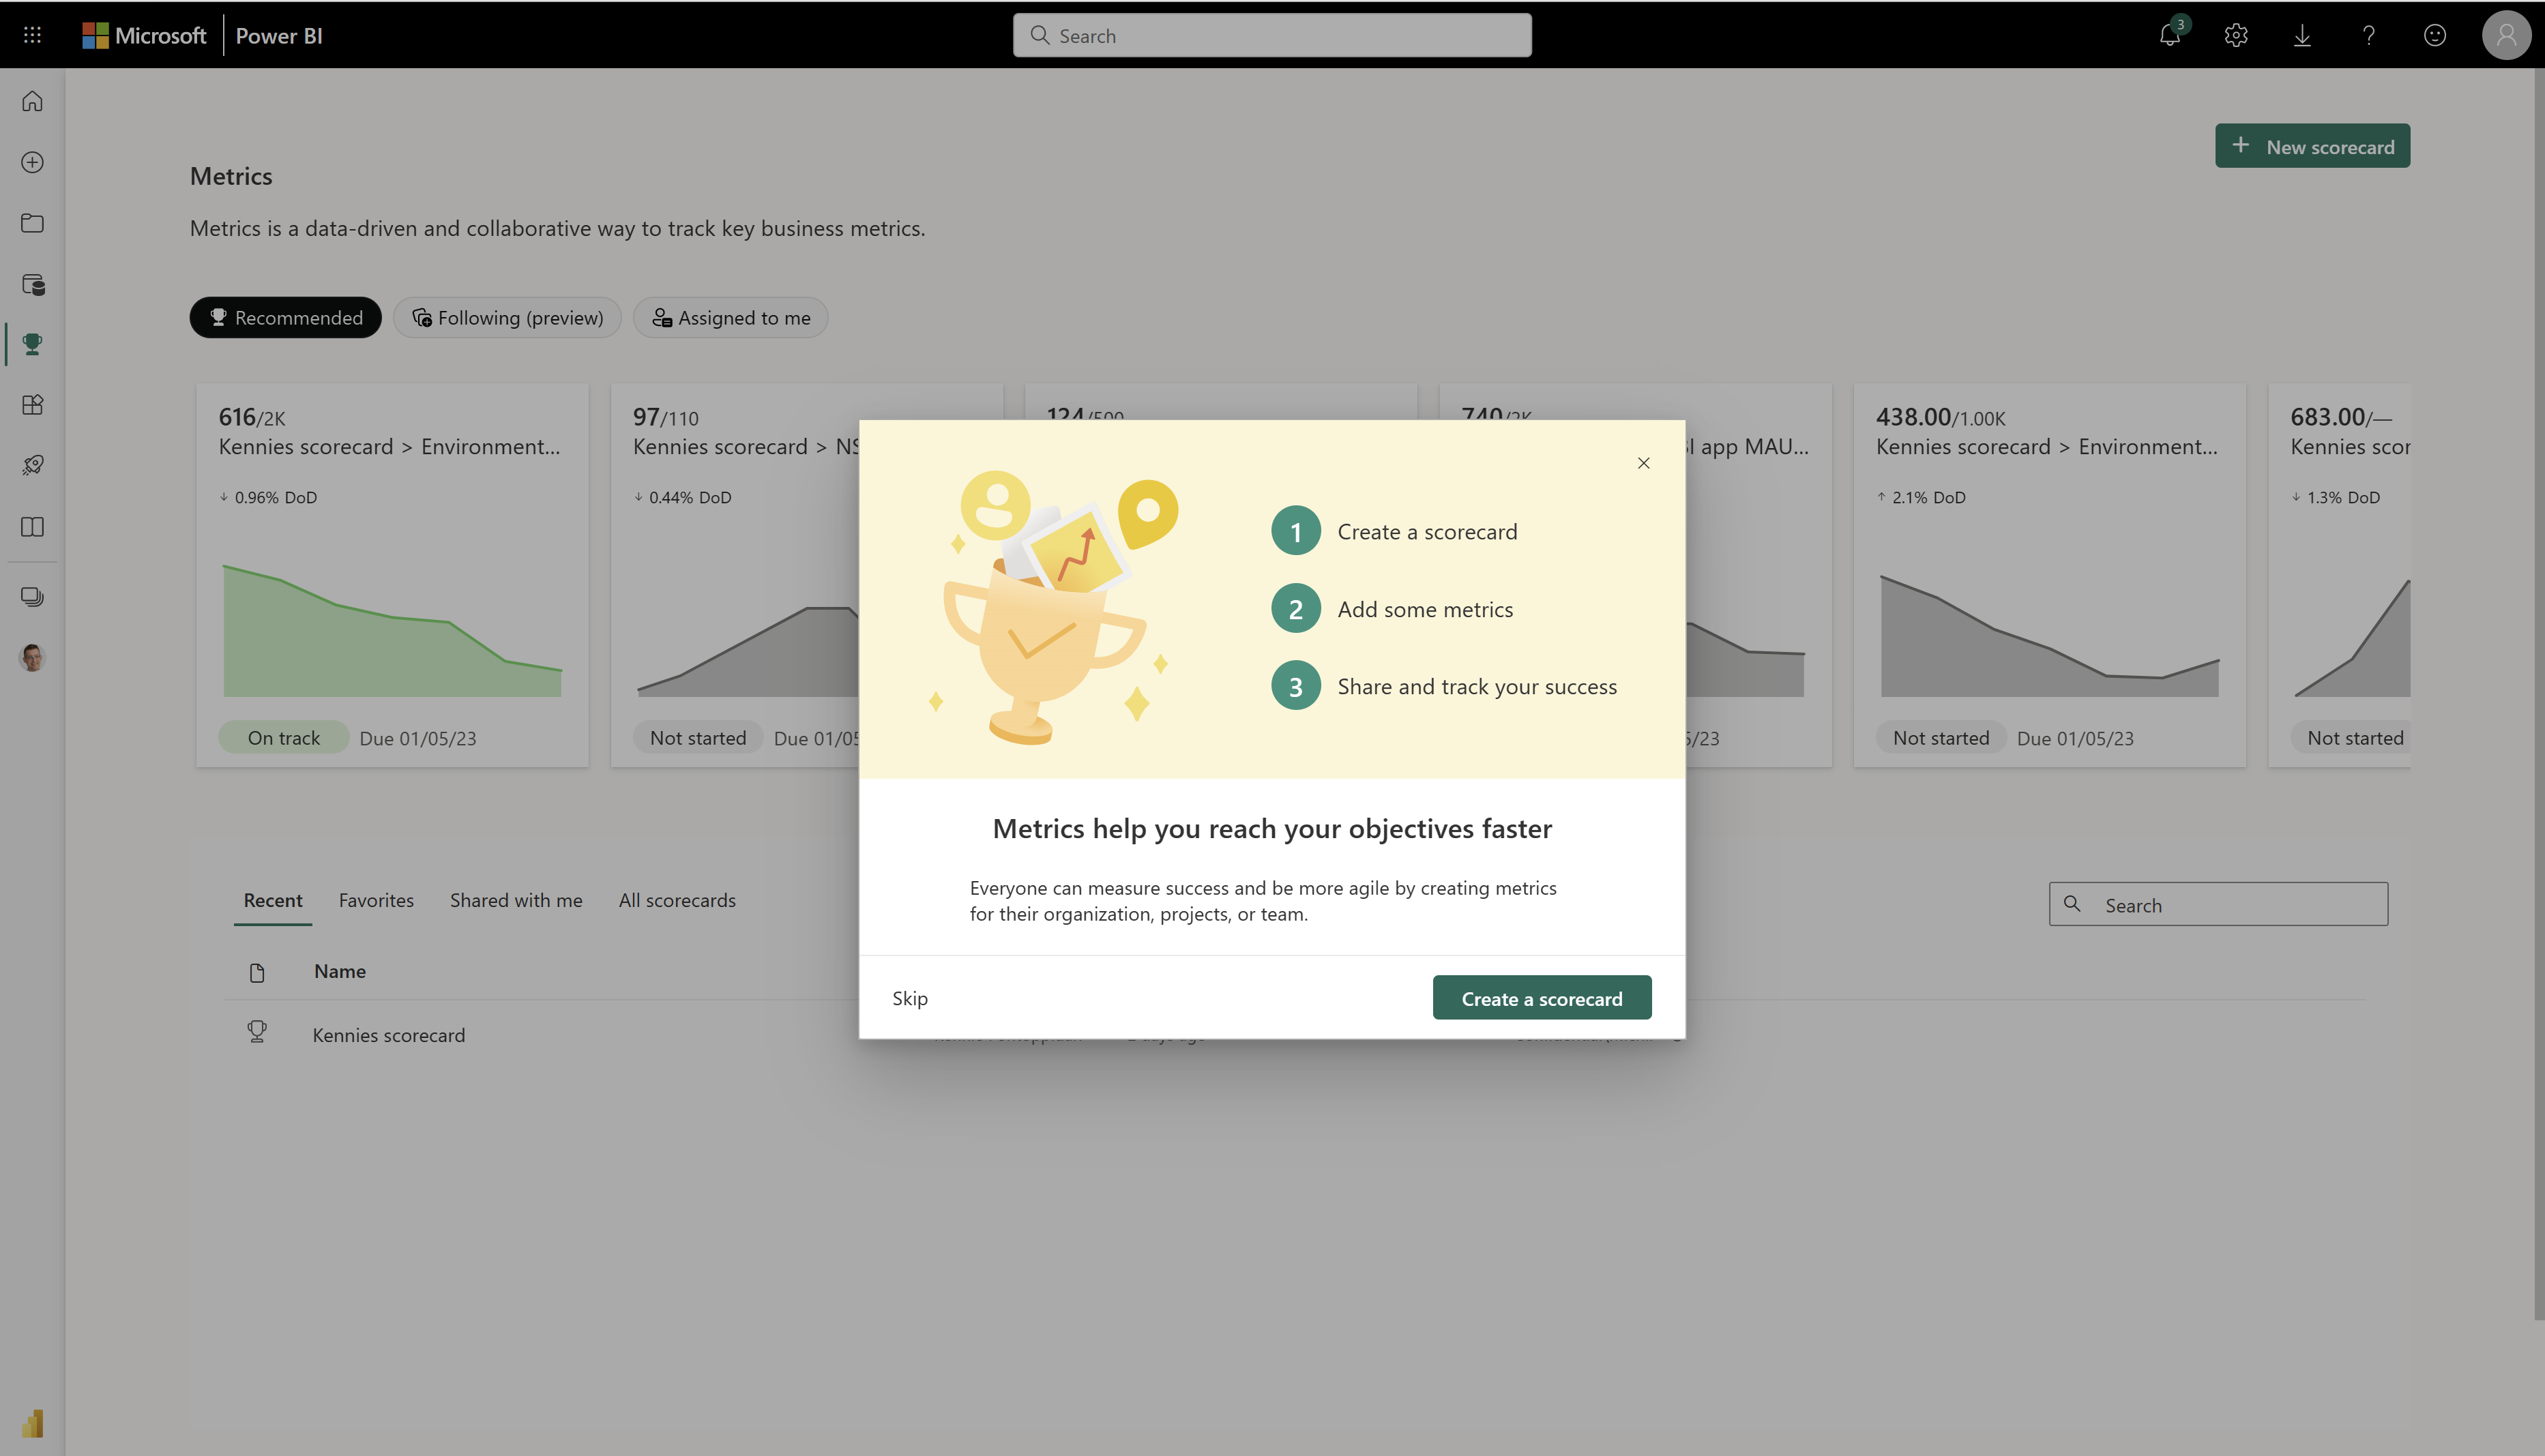 Microsoft Power BI
Search
3
New scorecard
Metrics
Metrics is a data-driven and collaborative way to track key business metrics.
Recommended
Following (preview)
Assigned to me
616/2K
Kennies scorecard > Environment...
↓ 0.96% DoD
On track
Due 01/05/23
97/110
Kennies scorecard > NS
↓ 0.44% DoD
Not started
Due 01/05
124/500
740/2K
app MAU...
5/23
438.00/1.00K
Kennies scorecard > Environment...
↑ 2.1% DoD
Not started
Due 01/05/23
683.00/—
Kennies scor
↓ 1.3% DoD
Not started
1 Create a scorecard
2 Add some metrics
3 Share and track your success
Metrics help you reach your objectives faster
Everyone can measure success and be more agile by creating metrics
for their organization, projects, or team.
Skip
Create a scorecard
Recent
Favorites
Shared with me
All scorecards
Search
Name
Kennies scorecard